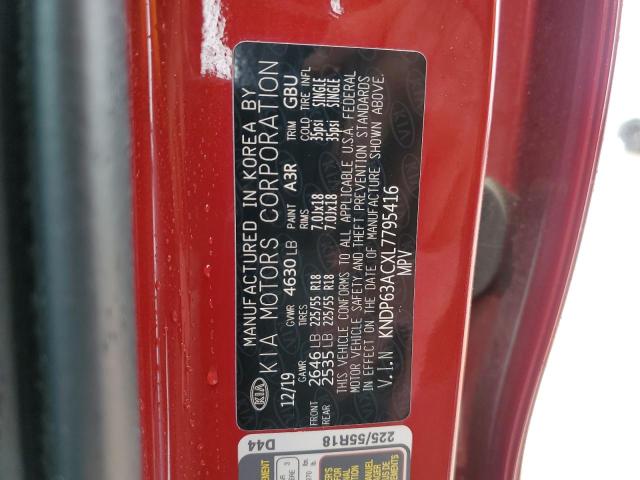 KIA
MANUFACTURED IN KOREA BY
KIA MOTORS CORPORATION
12/19 GVWR 4630 LB PAINT A3R TRIM GBU
GAWR TIRES RIMS COLD TIRE INFL
FRONT 2646 LB 225/55 R18 7.0Jx18 35psi SINGLE
REAR 2535 LB 225/55 R18 7.0Jx18 35psi SINGLE
THIS VEHICLE CONFORMS TO ALL APPLICABLE U.S.A. FEDERAL
MOTOR VEHICLE SAFETY AND THEFT PREVENTION STANDARDS
IN EFFECT ON THE DATE OF MANUFACTURE SHOWN ABOVE.
V.I.N KNDP63ACXL7795416
MPV
D44
225/55R18